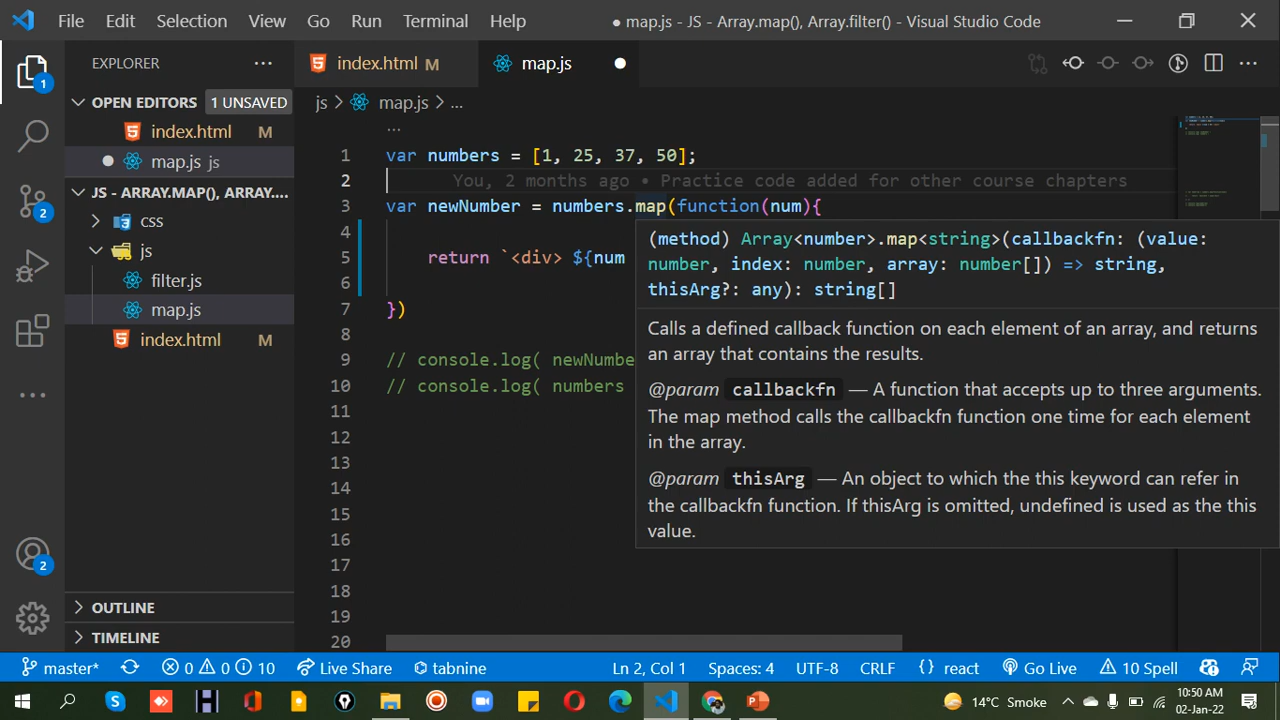 File Edit Selection View Go Run Terminal Help ● map.js - JS - Array.map(), Array.filter() - Visual Studio Code
EXPLORER ...
index.html M
map.js
OPEN EDITORS 1 UNSAVED
index.html M
map.js js
JS - ARRAY.MAP(), ARRAY....
css
js
filter.js
map.js
index.html M
OUTLINE
TIMELINE
1
2
2
js > map.js > ...
1 var numbers = [1, 25, 37, 50];
2 You, 2 months ago • Practice code added for other course chapters
3 var newNumber = numbers.map(function(num){
4
5 return `<div> ${num
6
7 })
8
9 // console.log( newNumbe
10 // console.log( numbers
11
12
13
14
15
16
17
18
19
20
(method) Array<number>.map<string>(callbackfn: (value:
number, index: number, array: number[]) => string,
thisArg?: any): string[]
Calls a defined callback function on each element of an array, and returns
an array that contains the results.
@param callbackfn — A function that accepts up to three arguments.
The map method calls the callbackfn function one time for each element
in the array.
@param thisArg — An object to which the this keyword can refer in
the callbackfn function. If thisArg is omitted, undefined is used as the this
value.
master* 0 0 10 Live Share tabnine Ln 2, Col 1 Spaces: 4 UTF-8 CRLF {} react Go Live 10 Spell
14°C Smoke 10:50 AM
02-Jan-22